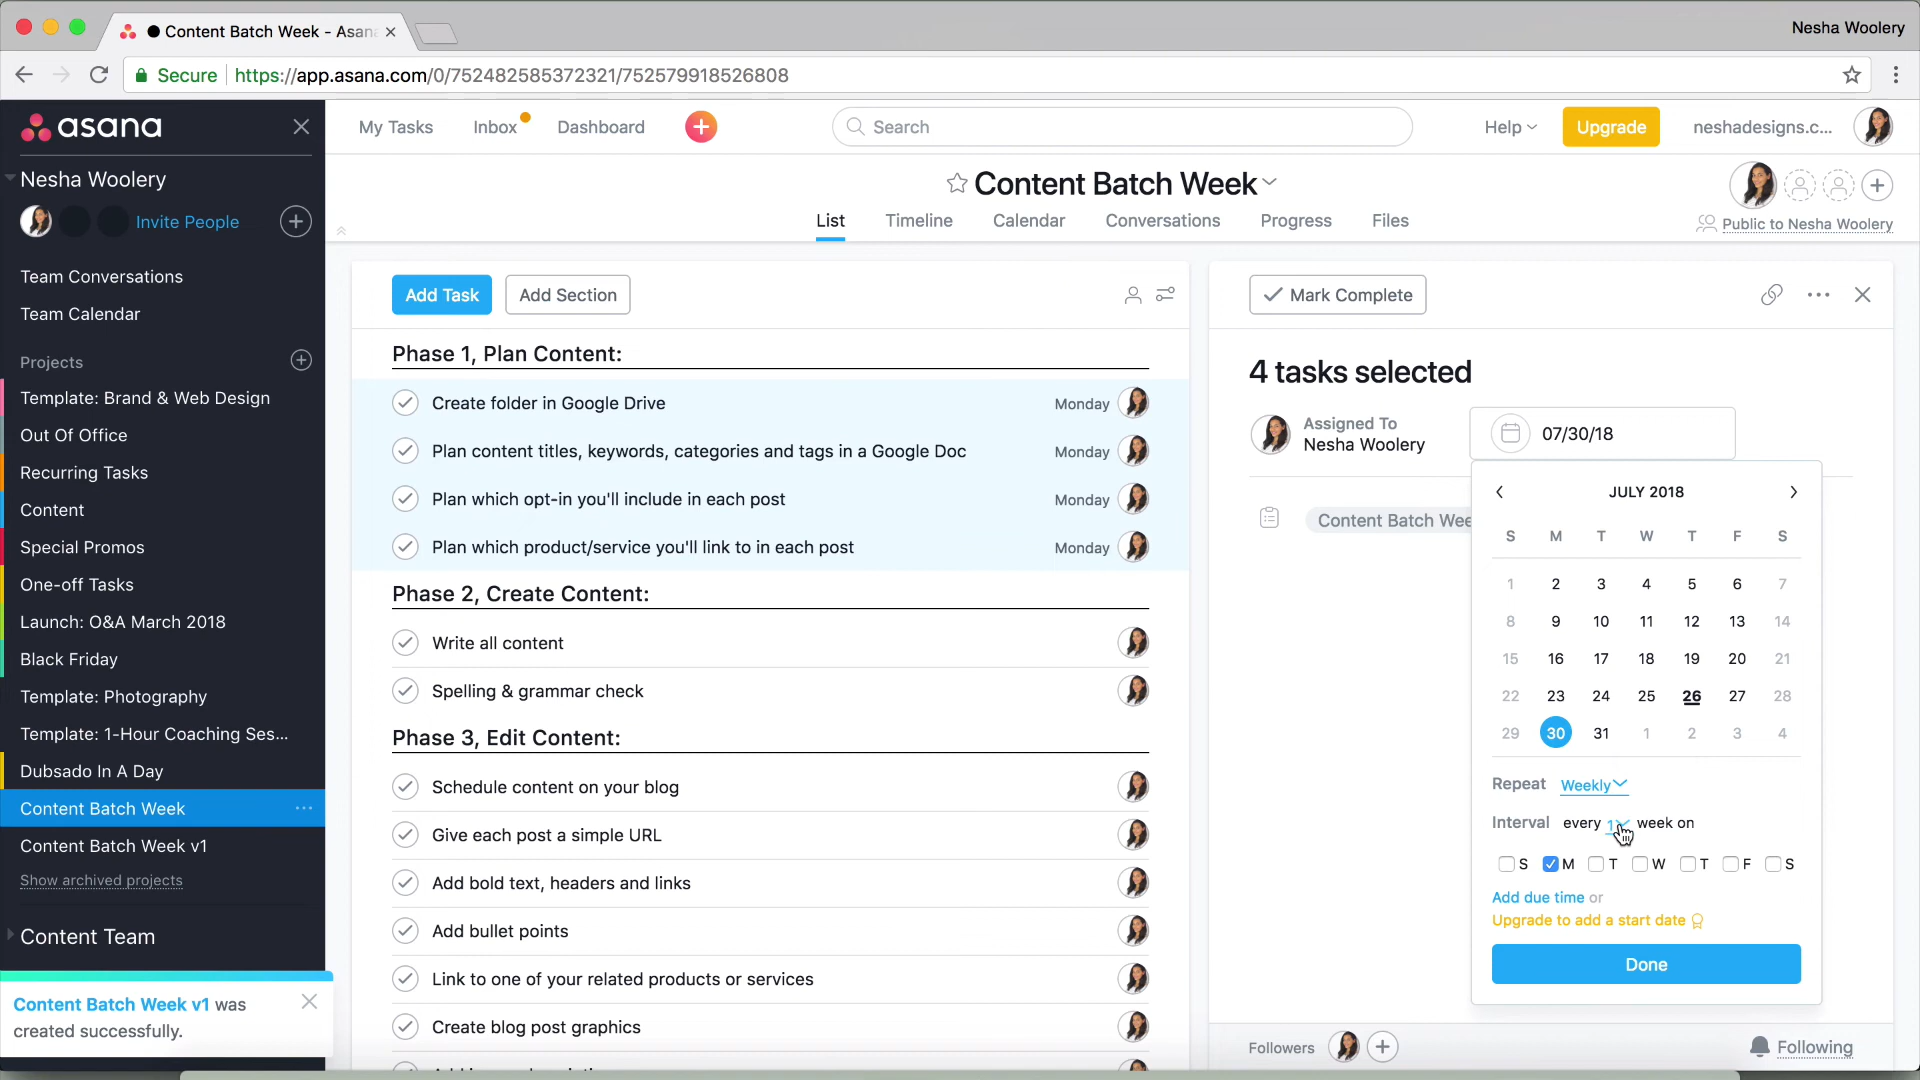 Content Batch Week - Asan
Nesha Woolery
Secure
https://app.asana.com/0/752482585372321/752579918526808
asana
My Tasks
Inbox
Dashboard
Search
Help
Upgrade
neshadesigns.c...
Nesha Woolery
Invite People
Content Batch Week
List
Timeline
Calendar
Conversations
Progress
Files
Public to Nesha Woolery
Team Conversations
Team Calendar
Projects
Template: Brand & Web Design
Out Of Office
Recurring Tasks
Content
Special Promos
One-off Tasks
Launch: O&A March 2018
Black Friday
Template: Photography
Template: 1-Hour Coaching Ses...
Dubsado In A Day
Content Batch Week
Content Batch Week v1
Show archived projects
Content Team
Content Batch Week v1 was
created successfully.
Add Task
Add Section
Phase 1, Plan Content:
Create folder in Google Drive
Monday
Plan content titles, keywords, categories and tags in a Google Doc
Monday
Plan which opt-in you'll include in each post
Monday
Plan which product/service you'll link to in each post
Monday
Phase 2, Create Content:
Write all content
Spelling & grammar check
Phase 3, Edit Content:
Schedule content on your blog
Give each post a simple URL
Add bold text, headers and links
Add bullet points
Link to one of your related products or services
Create blog post graphics
Mark Complete
4 tasks selected
Assigned To
Nesha Woolery
07/30/18
Content Batch Wee
JULY 2018
S M T W T F S
1 2 3 4 5 6 7
8 9 10 11 12 13 14
15 16 17 18 19 20 21
22 23 24 25 26 27 28
29 30 31 1 2 3 4
Repeat Weekly
Interval every 1 week on
S M T W T F S
Add due time or
Upgrade to add a start date
Done
Followers
Following